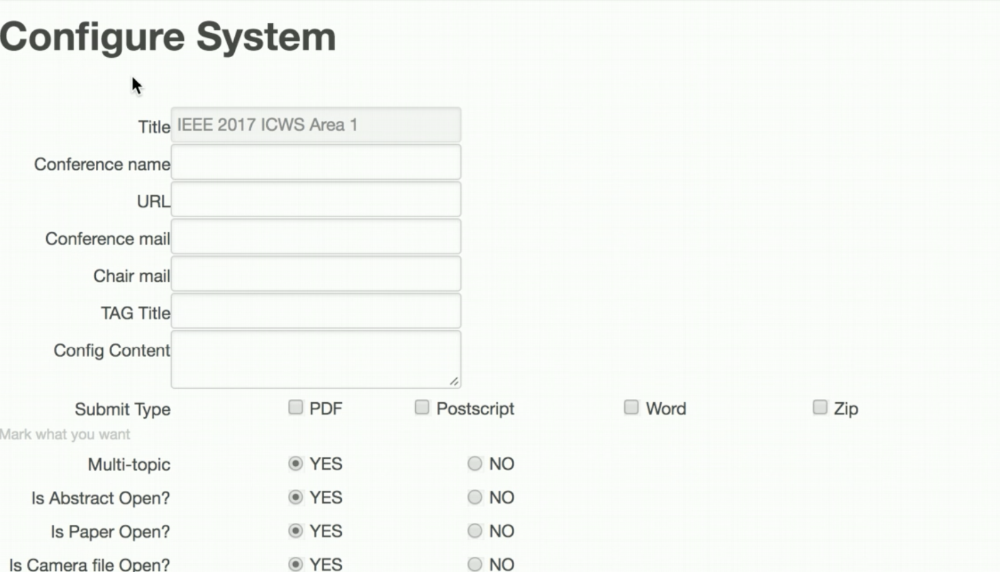 Configure System
Title IEEE 2017 ICWS Area 1
Conference name
URL
Conference mail
Chair mail
TAG Title
Config Content
Submit Type PDF Postscript Word Zip
Mark what you want
Multi-topic YES NO
Is Abstract Open? YES NO
Is Paper Open? YES NO
Is Camera file Open? YES NO